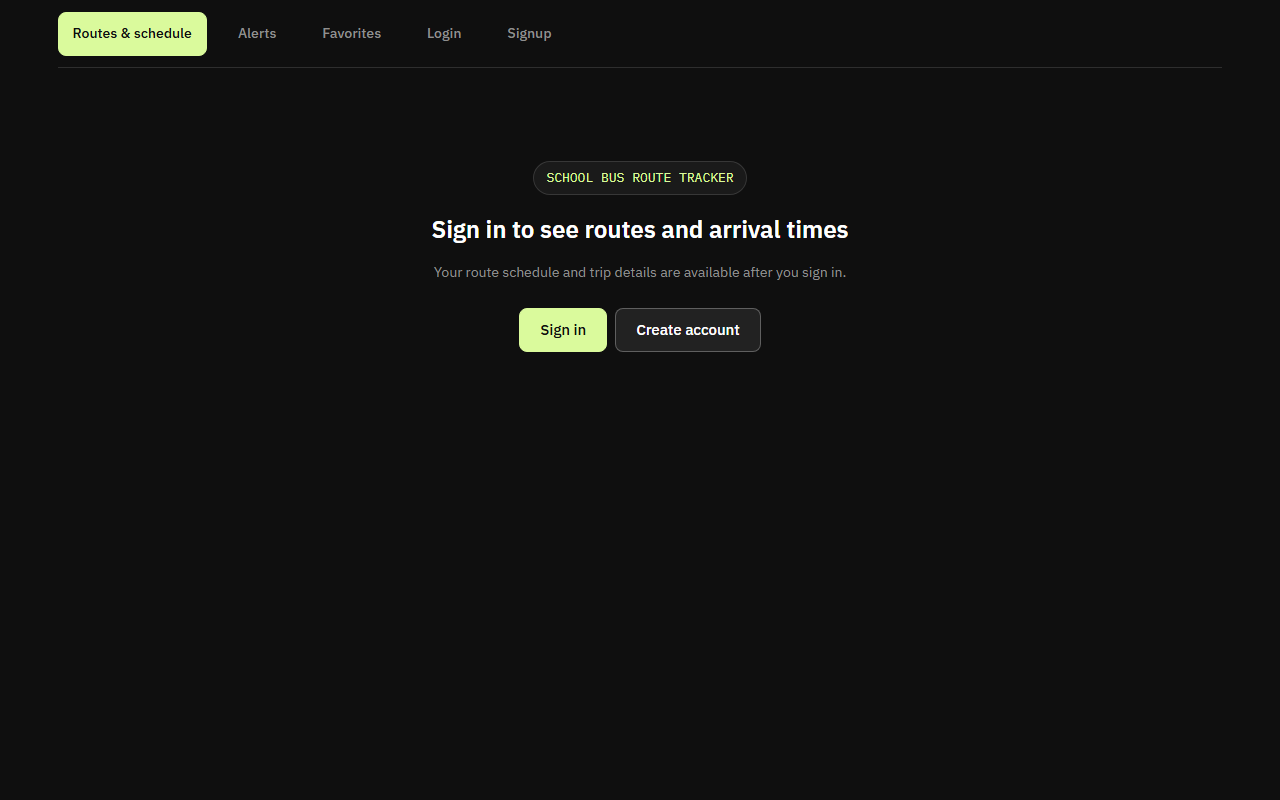 Routes & schedule Alerts Favorites Login Signup
SCHOOL BUS ROUTE TRACKER
Sign in to see routes and arrival times
Your route schedule and trip details are available after you sign in.
Sign in Create account